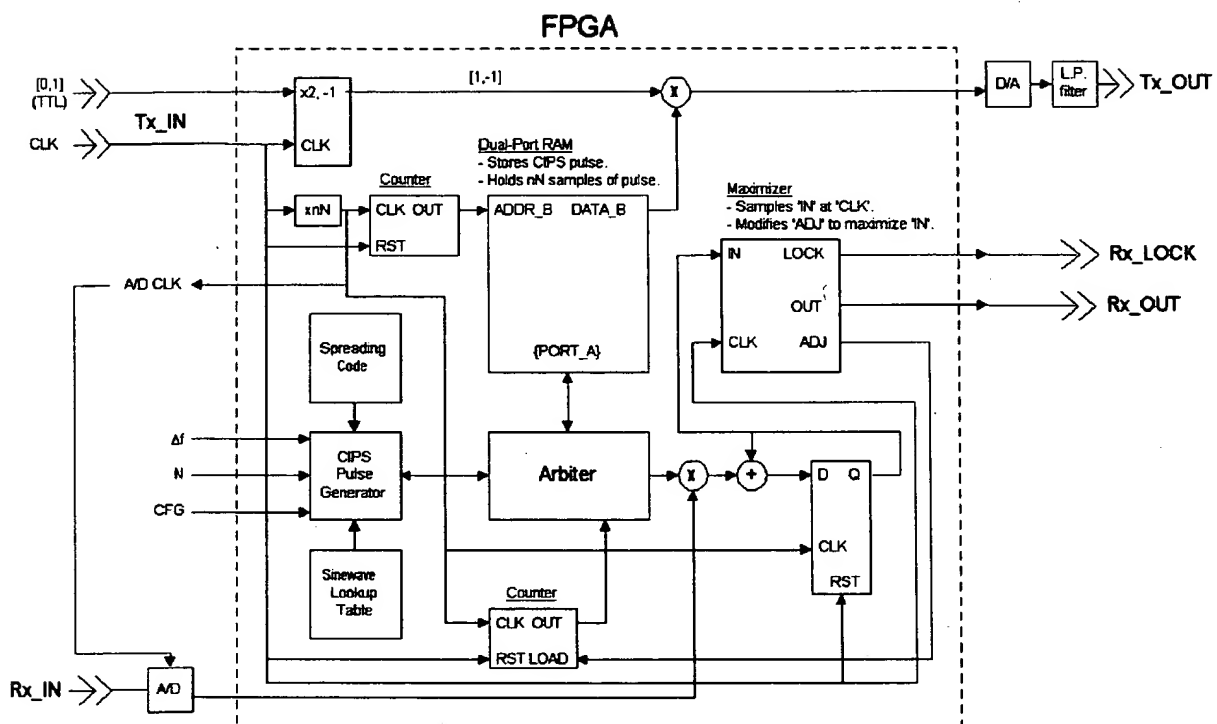 FPGA
[0,1]
(TTL)
x2, -1
[1,-1]
X
D/A
L.P.
filter
Tx_OUT
CLK
Tx_IN
CLK
Dual-Port RAM
- Stores CIPS pulse.
- Holds nN samples of pulse.
Counter
xnN
CLK OUT
RST
ADDR_B DATA_B
{PORT_A}
Maximizer
- Samples 'IN' at 'CLK'.
- Modifies 'ADJ' to maximize 'IN'.
IN LOCK
OUT
CLK ADJ
Rx_LOCK
Rx_OUT
A/D CLK
Spreading
Code
Δf
N
CFG
CIPS
Pulse
Generator
Arbiter
X
+
D Q
CLK
RST
Sinewave
Lookup
Table
Counter
CLK OUT
RST LOAD
Rx_IN
A/D